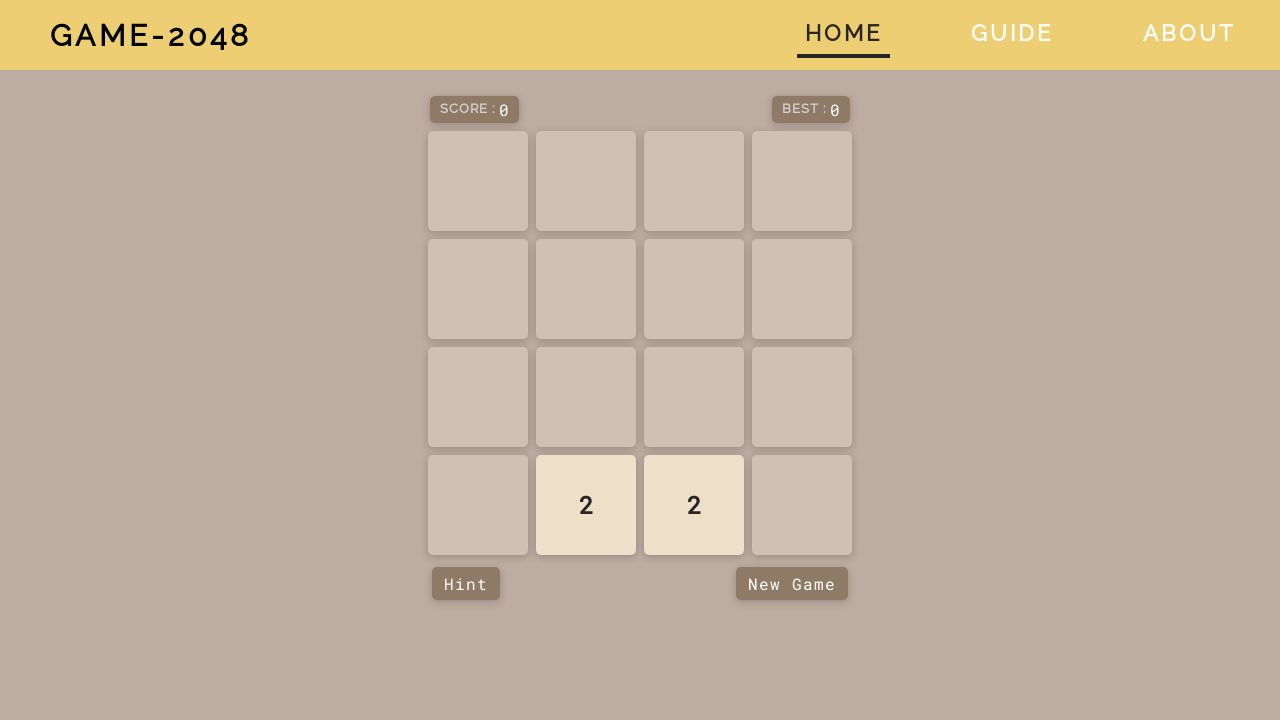 GAME-2048
HOME GUIDE ABOUT
SCORE : 0 BEST : 0
2 2
Hint New Game